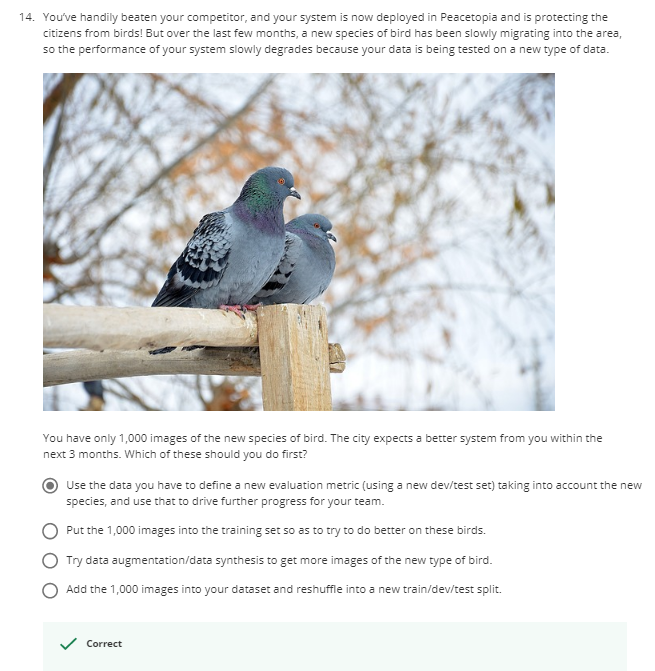 14. You've handily beaten your competitor, and your system is now deployed in Peacetopia and is protecting the
citizens from birds! But over the last few months, a new species of bird has been slowly migrating into the area,
so the performance of your system slowly degrades because your data is being tested on a new type of data.
You have only 1,000 images of the new species of bird. The city expects a better system from you within the
next 3 months. Which of these should you do first?
Use the data you have to define a new evaluation metric (using a new dev/test set) taking into account the new
species, and use that to drive further progress for your team.
Put the 1,000 images into the training set so as to try to do better on these birds.
Try data augmentation/data synthesis to get more images of the new type of bird.
Add the 1,000 images into your dataset and reshuffle into a new train/dev/test split.
Correct